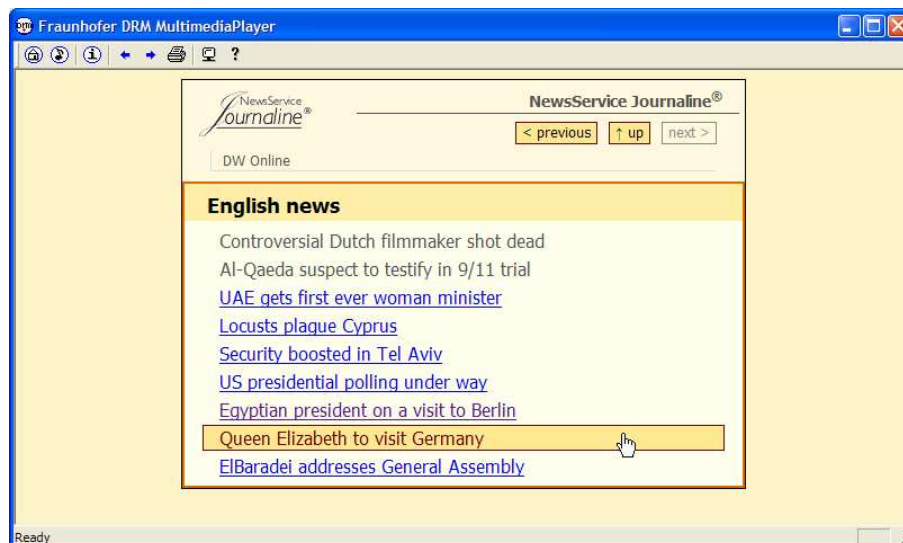 Fraunhofer DRM MultimediaPlayer
?
NewsService
Journaline®
NewsService Journaline®
< previous ↑ up next >
DW Online
English news
Controversial Dutch filmmaker shot dead
Al-Qaeda suspect to testify in 9/11 trial
UAE gets first ever woman minister
Locusts plague Cyprus
Security boosted in Tel Aviv
US presidential polling under way
Egyptian president on a visit to Berlin
Queen Elizabeth to visit Germany
ElBaradei addresses General Assembly
Ready